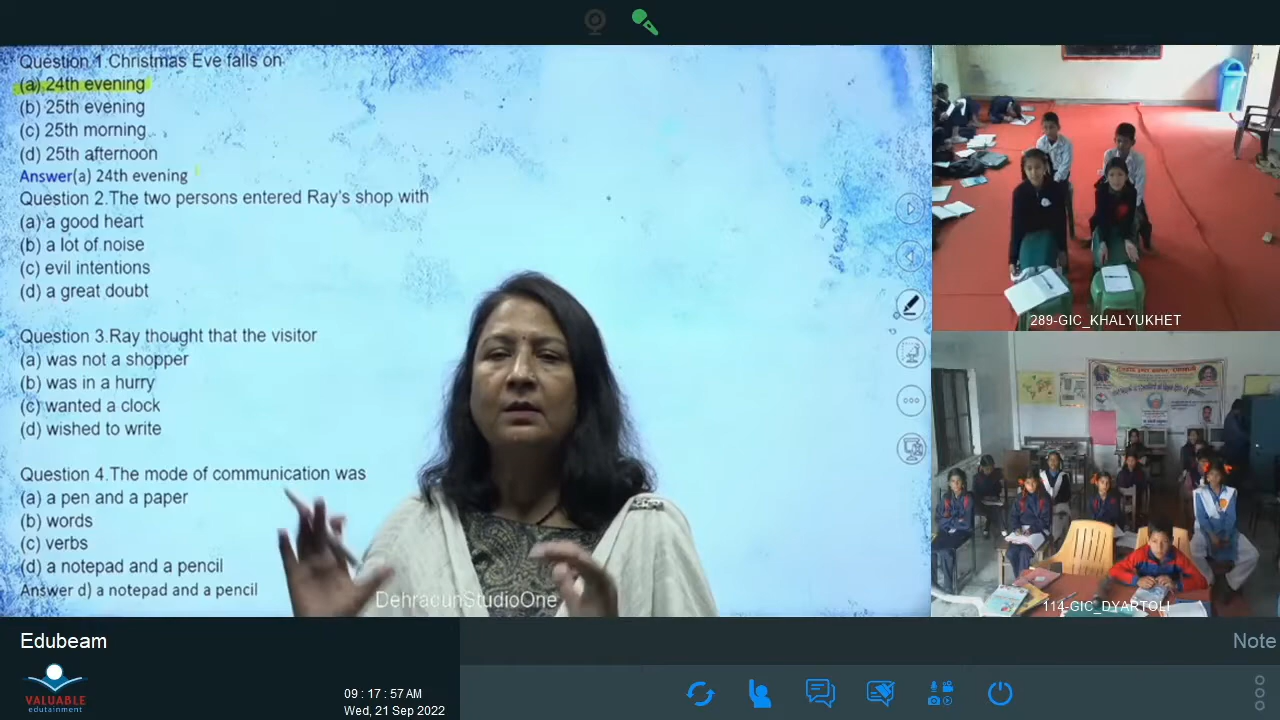 Question 1.Christmas Eve falls on
(a) 24th evening
(b) 25th evening
(c) 25th morning
(d) 25th afternoon
Answer(a) 24th evening
Question 2.The two persons entered Ray's shop with
(a) a good heart
(b) a lot of noise
(c) evil intentions
(d) a great doubt
Question 3.Ray thought that the visitor
(a) was not a shopper
(b) was in a hurry
(c) wanted a clock
(d) wished to write
Question 4.The mode of communication was
(a) a pen and a paper
(b) words
(c) verbs
(d) a notepad and a pencil
Answer d) a notepad and a pencil
DehradunStudioOne
289-GIC_KHALYUKHET
114-GIC_DYARTOLI
Edubeam
Note
VALUABLE
edutainment
09 : 17 : 57 AM
Wed, 21 Sep 2022